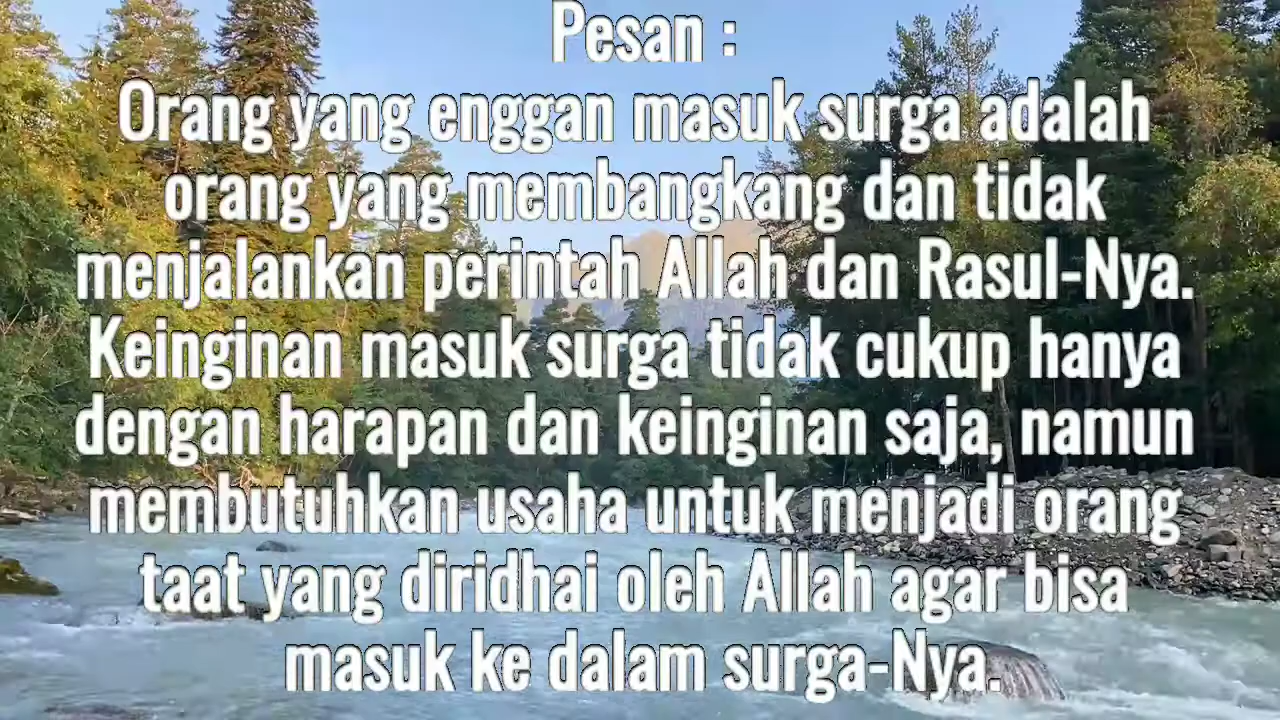 Pesan :
Orang yang enggan masuk surga adalah
orang yang membangkang dan tidak
menjalankan perintah Allah dan Rasul-Nya.
Keinginan masuk surga tidak cukup hanya
dengan harapan dan keinginan saja, namun
membutuhkan usaha untuk menjadi orang
taat yang diridhai oleh Allah agar bisa
masuk ke dalam surga-Nya.